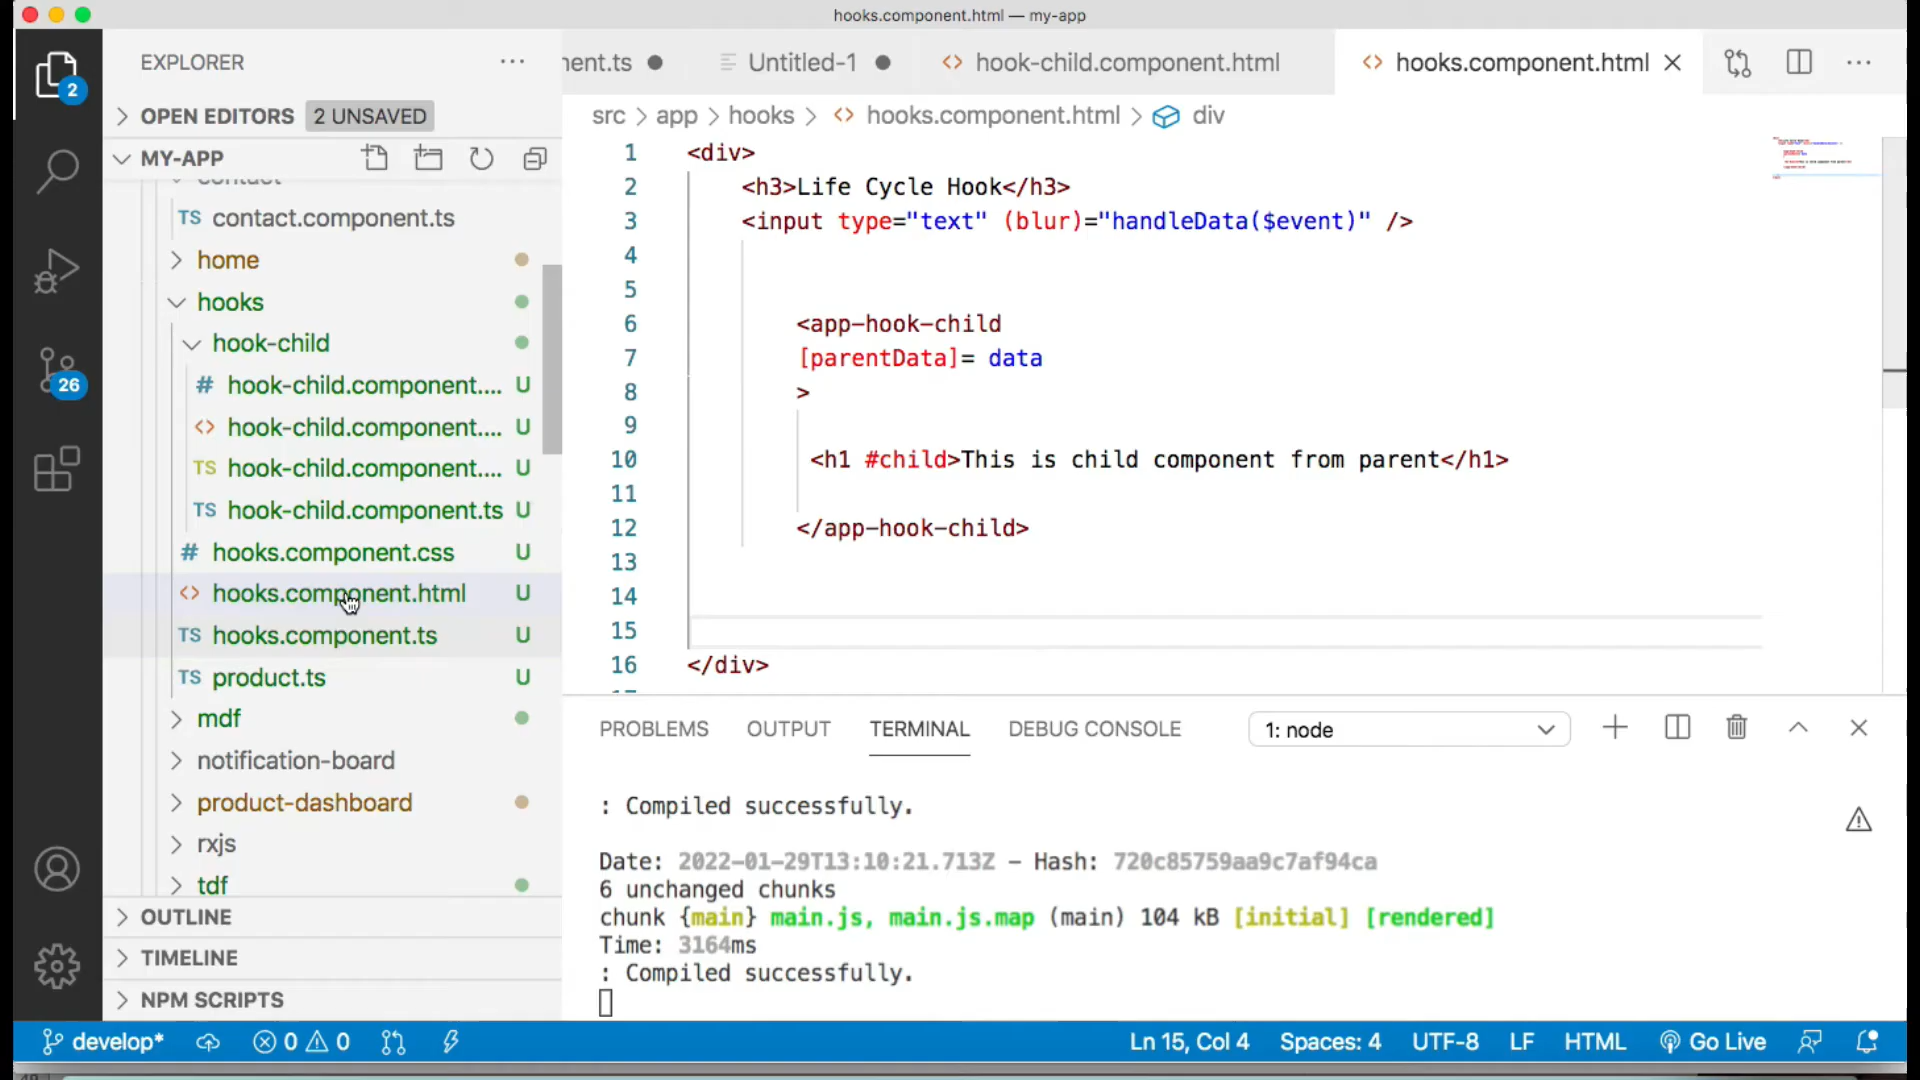 hooks.component.html — my-app
EXPLORER
OPEN EDITORS 2 UNSAVED
MY-APP
contact
TS contact.component.ts
home
hooks
hook-child
# hook-child.component.... U
<> hook-child.component.... U
TS hook-child.component.... U
TS hook-child.component.ts U
# hooks.component.css U
<> hooks.component.html U
TS hooks.component.ts U
TS product.ts U
mdf
notification-board
product-dashboard
rxjs
tdf
OUTLINE
TIMELINE
NPM SCRIPTS
2
26
nent.ts Untitled-1 <> hook-child.component.html <> hooks.component.html
src > app > hooks > <> hooks.component.html > div
1 <div>
2 <h3>Life Cycle Hook</h3>
3 <input type="text" (blur)="handleData($event)" />
4
5
6 <app-hook-child
7 [parentData]= data
8 >
9
10 <h1 #child>This is child component from parent</h1>
11
12 </app-hook-child>
13
14
15
16 </div>
PROBLEMS OUTPUT TERMINAL DEBUG CONSOLE 1: node
: Compiled successfully.
Date: 2022-01-29T13:10:21.713Z – Hash: 720c85759aa9c7af94ca
6 unchanged chunks
chunk {main} main.js, main.js.map (main) 104 kB [initial] [rendered]
Time: 3164ms
: Compiled successfully.
develop* 0 0 Ln 15, Col 4 Spaces: 4 UTF-8 LF HTML Go Live